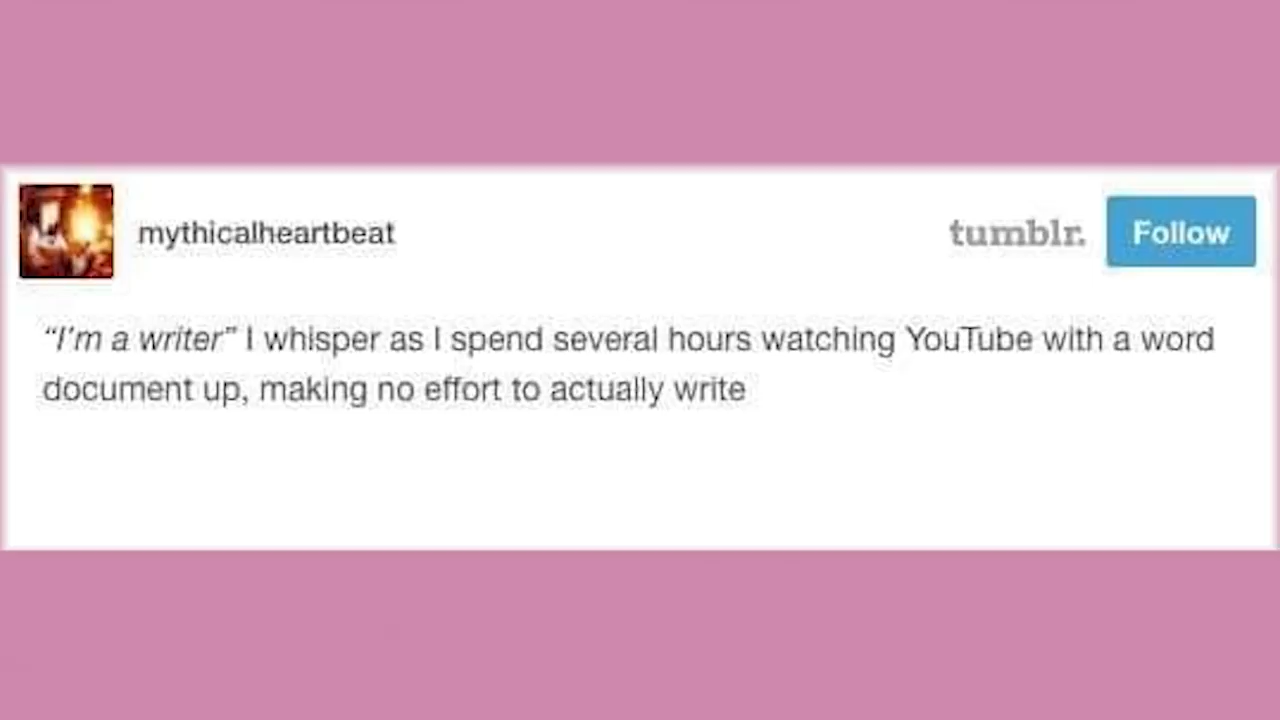 mythicalheartbeat
tumblr.
Follow
“I’m a writer” I whisper as I spend several hours watching YouTube with a word
document up, making no effort to actually write